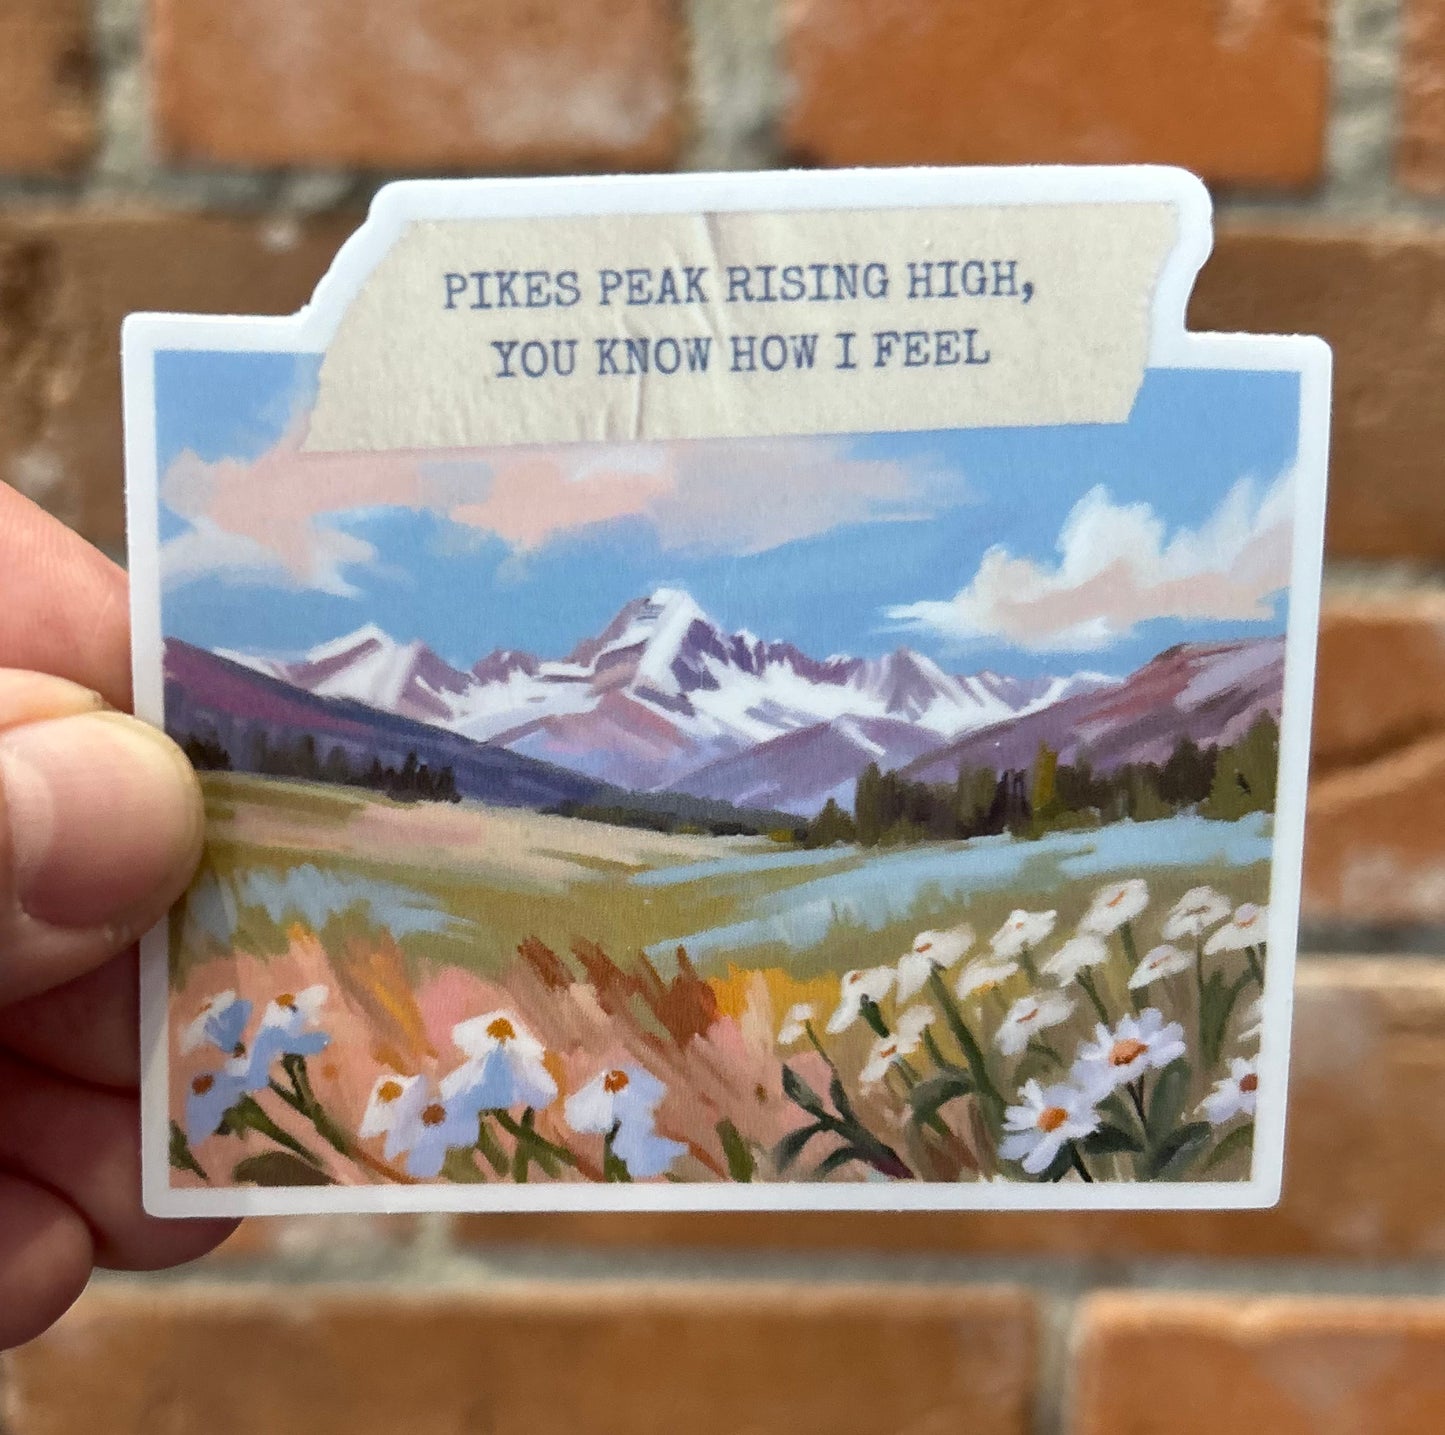 PIKES PEAK RISING HIGH,
YOU KNOW HOW I FEEL